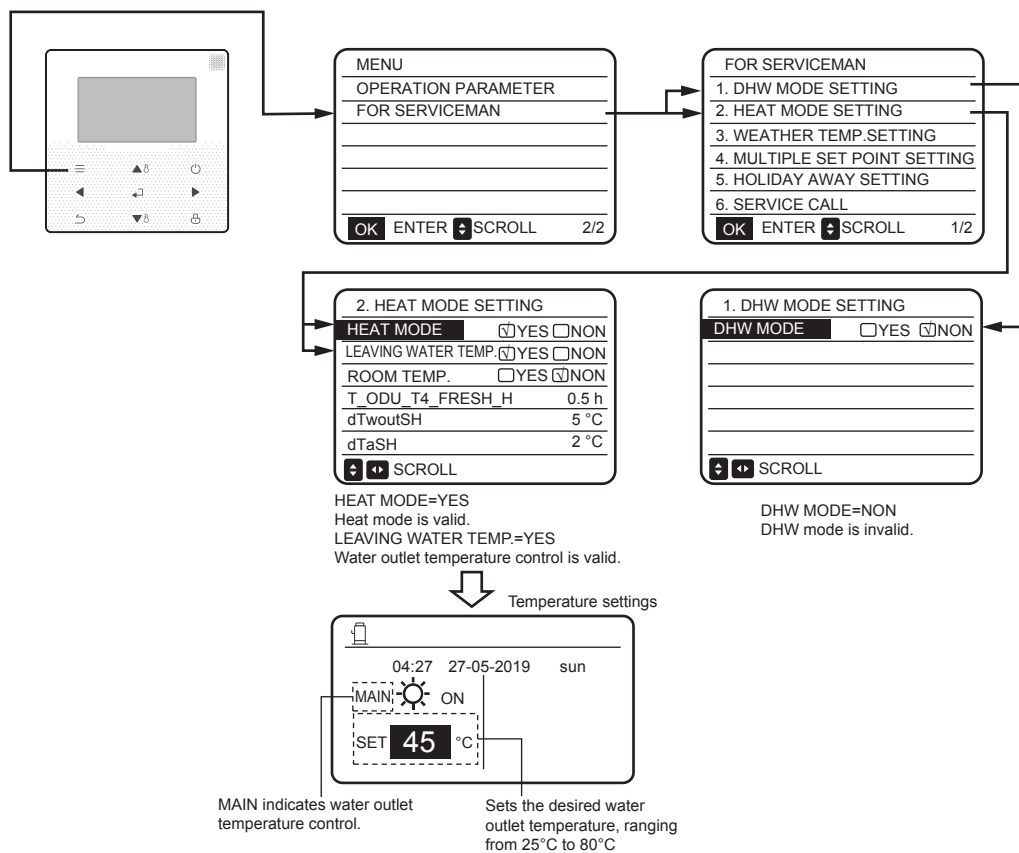 MENU
OPERATION PARAMETER
FOR SERVICEMAN
OK ENTER SCROLL 2/2
FOR SERVICEMAN
1. DHW MODE SETTING
2. HEAT MODE SETTING
3. WEATHER TEMP.SETTING
4. MULTIPLE SET POINT SETTING
5. HOLIDAY AWAY SETTING
6. SERVICE CALL
OK ENTER SCROLL 1/2
2. HEAT MODE SETTING
HEAT MODE YES NON
LEAVING WATER TEMP. YES NON
ROOM TEMP. YES NON
T_ODU_T4_FRESH_H 0.5 h
dTwoutSH 5 °C
dTaSH 2 °C
SCROLL
1. DHW MODE SETTING
DHW MODE YES NON
SCROLL
HEAT MODE=YES
Heat mode is valid.
LEAVING WATER TEMP.=YES
Water outlet temperature control is valid.
DHW MODE=NON
DHW mode is invalid.
Temperature settings
04:27 27-05-2019 sun
MAIN ON
SET 45 °C
MAIN indicates water outlet
temperature control.
Sets the desired water
outlet temperature, ranging
from 25°C to 80°C